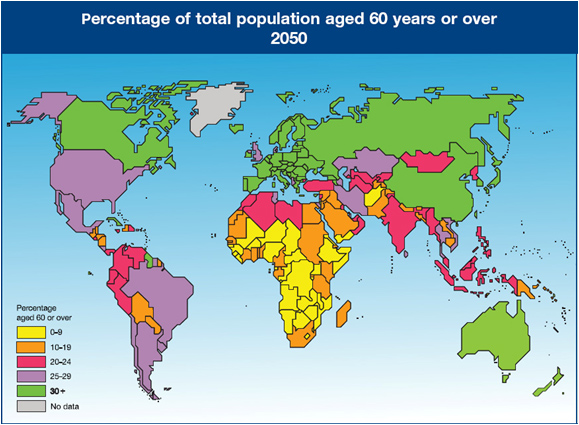 Percentage of total population aged 60 years or over
2050
Percentage
aged 60 or over
0–9
10–19
20–24
25–29
30+
No data